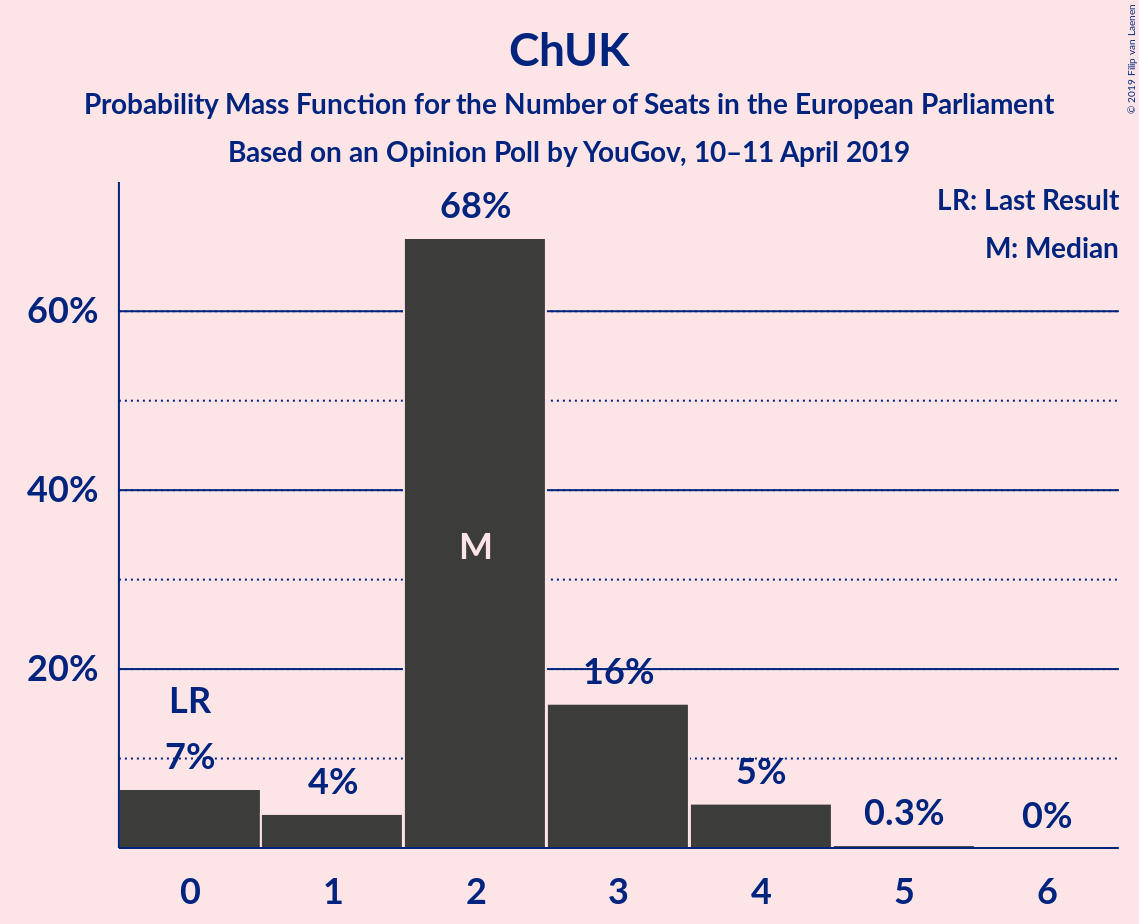 ChUK
Probability Mass Function for the Number of Seats in the European Parliament
Based on an Opinion Poll by YouGov, 10–11 April 2019
© 2019 Filip van Laenen
LR: Last Result
M: Median
68%
60%
40%
M
20%
16%
LR
7%
4%
5%
0.3%
0%
0 1 2 3 4 5 6